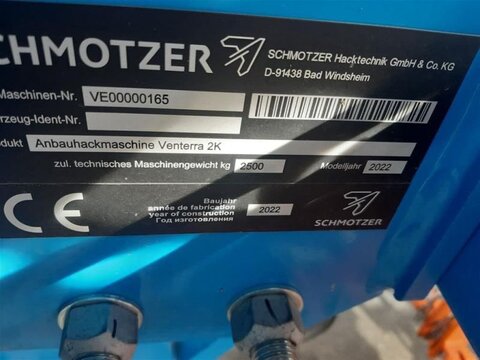 CHMOTZER
SCHMOTZER Hacktechnik GmbH & Co. KG
D-91438 Bad Windsheim
Maschinen-Nr. VE00000165
rzeug-Ident-Nr.
dukt Anbauhackmaschine Venterra 2K
zul. technisches Maschinengewicht kg 2500 Modelljahr 2022
CE
Baujahr
année de fabrication
year of construction 2022
Год изготовления
SCHMOTZER